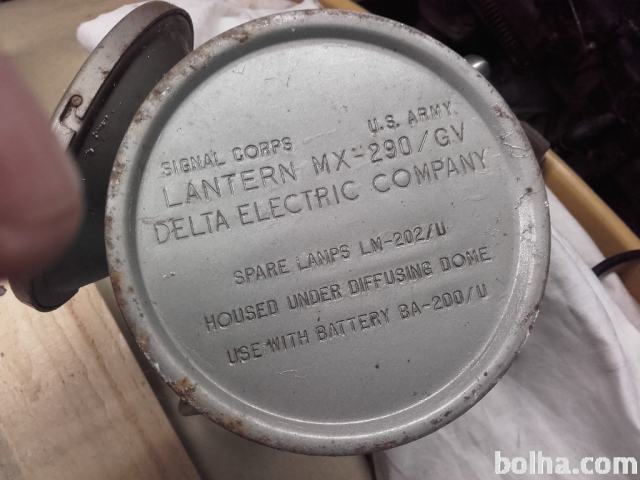 SIGNAL CORPS U.S. ARMY.
LANTERN MX-290/GV
DELTA ELECTRIC COMPANY
SPARE LAMPS LM-202/U
HOUSED UNDER DIFFUSING DOME
USE WITH BATTERY BA-200/U
bolha.com